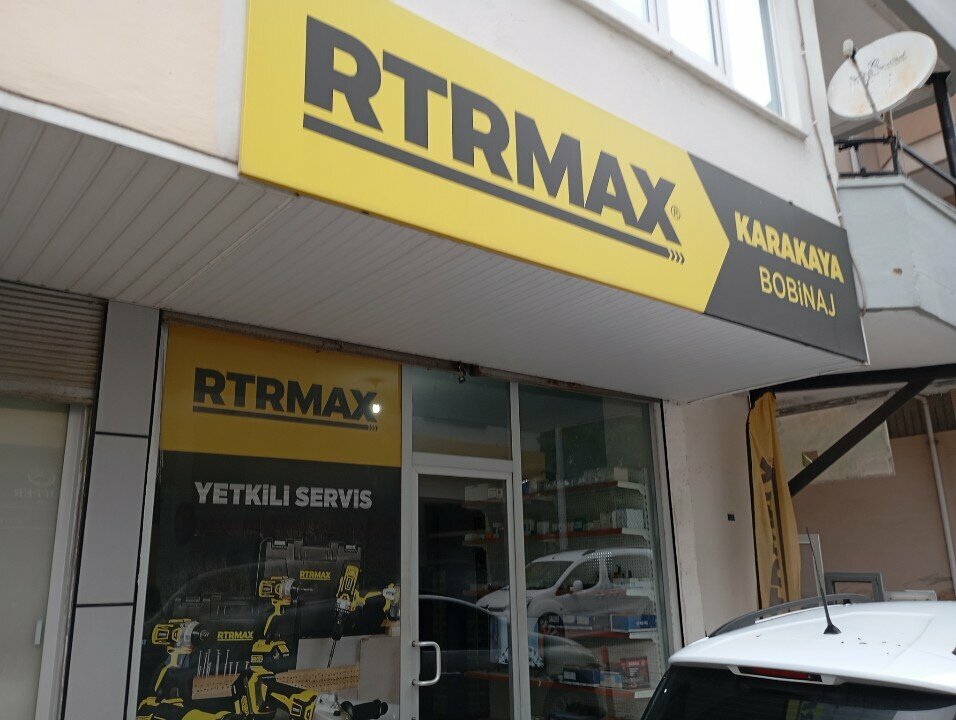 RTRMAX®
KARAKAYA
BOBİNAJ
RTRMAX
YETKİLİ SERVİS
RTRMAX
RTRMAX